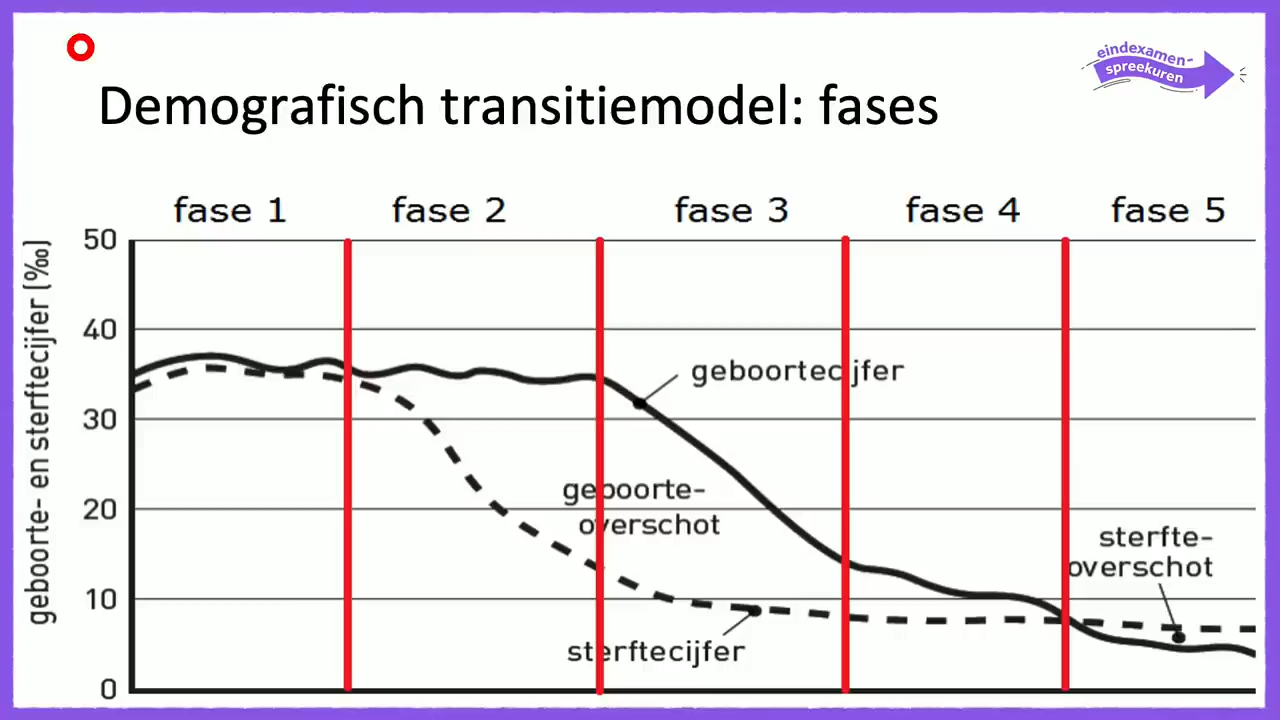 eindexamen-
spreekuren
Demografisch transitiemodel: fases
fase 1 fase 2 fase 3 fase 4 fase 5
geboorte- en sterftecijfer (‰)
50
40
30
20
10
0
geboortecijfer
geboorte-
overschot
sterftecijfer
sterfte-
overschot